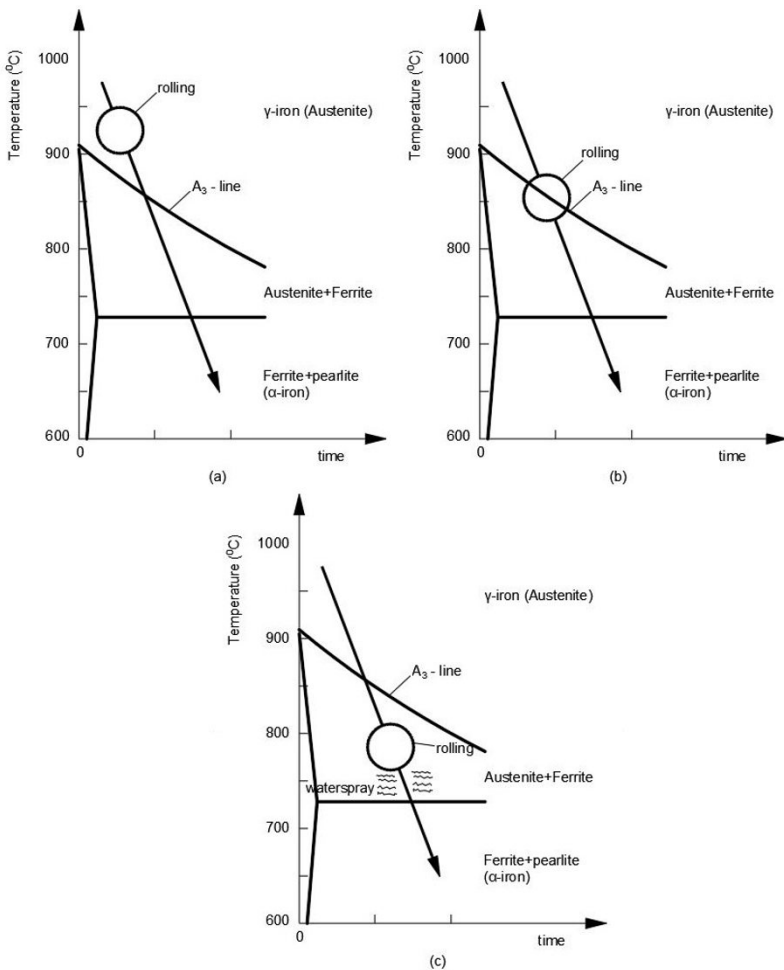 Temperature (⁰C)
1000
900
800
700
600
0
rolling
γ-iron (Austenite)
A₃ - line
Austenite+Ferrite
Ferrite+pearlite
(α-iron)
time
(a)
Temperature (⁰C)
1000
900
800
700
600
0
γ-iron (Austenite)
rolling
A₃ - line
Austenite+Ferrite
Ferrite+pearlite
(α-iron)
time
(b)
Temperature (⁰C)
1000
900
800
700
600
0
γ-iron (Austenite)
A₃ - line
rolling
Austenite+Ferrite
waterspray
Ferrite+pearlite
(α-iron)
time
(c)